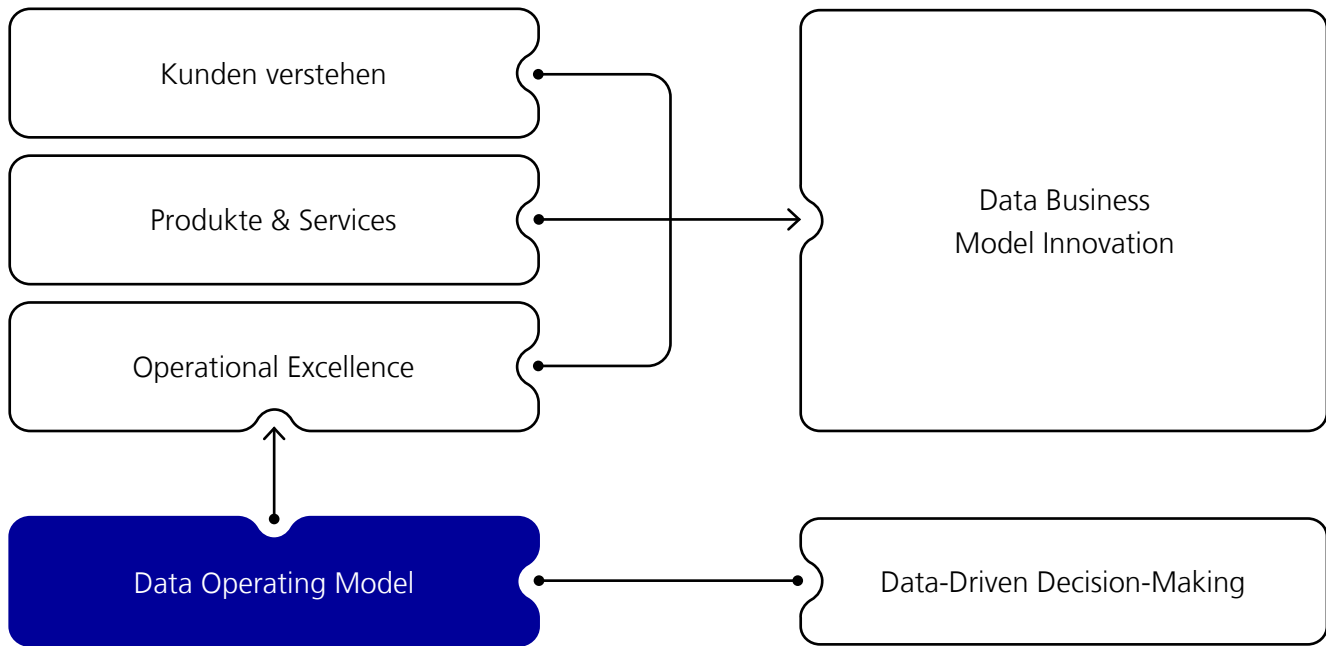 Kunden verstehen
Produkte & Services
Operational Excellence
Data Business
Model Innovation
Data Operating Model
Data-Driven Decision-Making